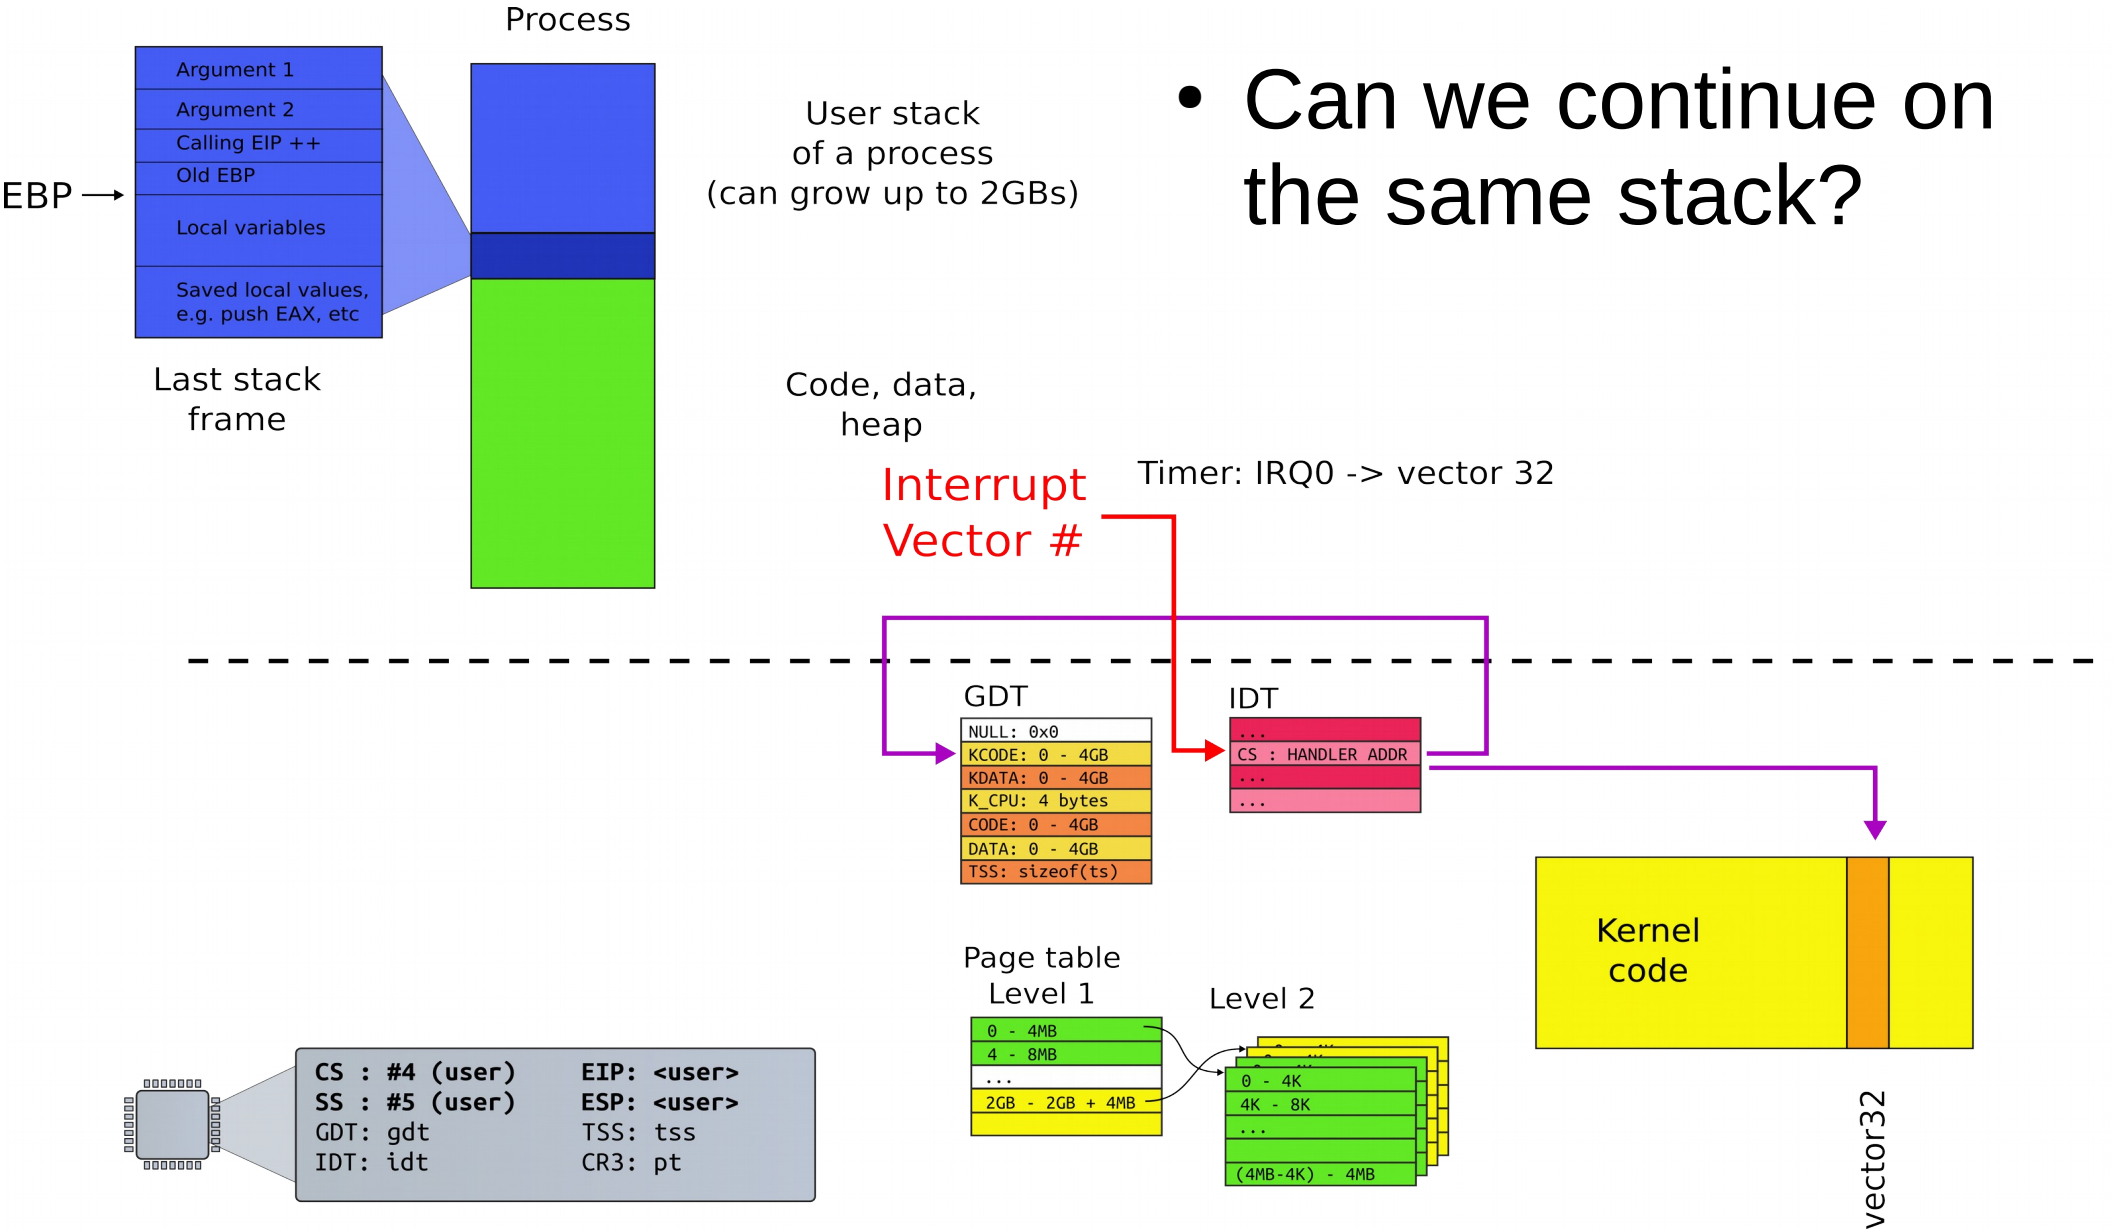 Process
Argument 1
Argument 2
Calling EIP ++
Old EBP
EBP
Local variables
Saved local values,
e.g. push EAX, etc
Last stack
frame
User stack
of a process
(can grow up to 2GBs)
• Can we continue on
the same stack?
Code, data,
heap
Interrupt
Vector #
Timer: IRQ0 -> vector 32
GDT
NULL: 0x0
KCODE: 0 - 4GB
KDATA: 0 - 4GB
K_CPU: 4 bytes
CODE: 0 - 4GB
DATA: 0 - 4GB
TSS: sizeof(ts)
IDT
...
CS : HANDLER ADDR
...
...
Kernel
code
vector32
Page table
Level 1
0 - 4MB
4 - 8MB
...
2GB - 2GB + 4MB
Level 2
0 - 4K
4K - 8K
...
(4MB-4K) - 4MB
CS : #4 (user) EIP: <user>
SS : #5 (user) ESP: <user>
GDT: gdt TSS: tss
IDT: idt CR3: pt